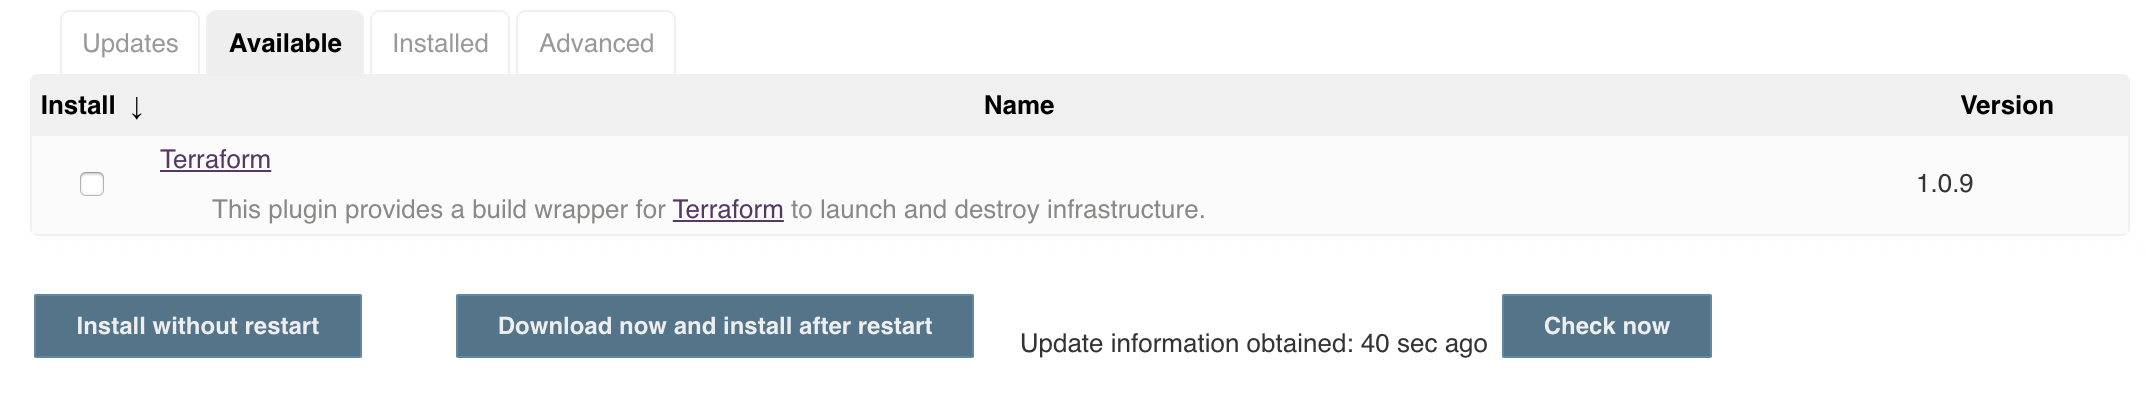 Updates Available Installed Advanced
Install ↓ Name Version
Terraform
1.0.9
This plugin provides a build wrapper for Terraform to launch and destroy infrastructure.
Install without restart Download now and install after restart Update information obtained: 40 sec ago Check now